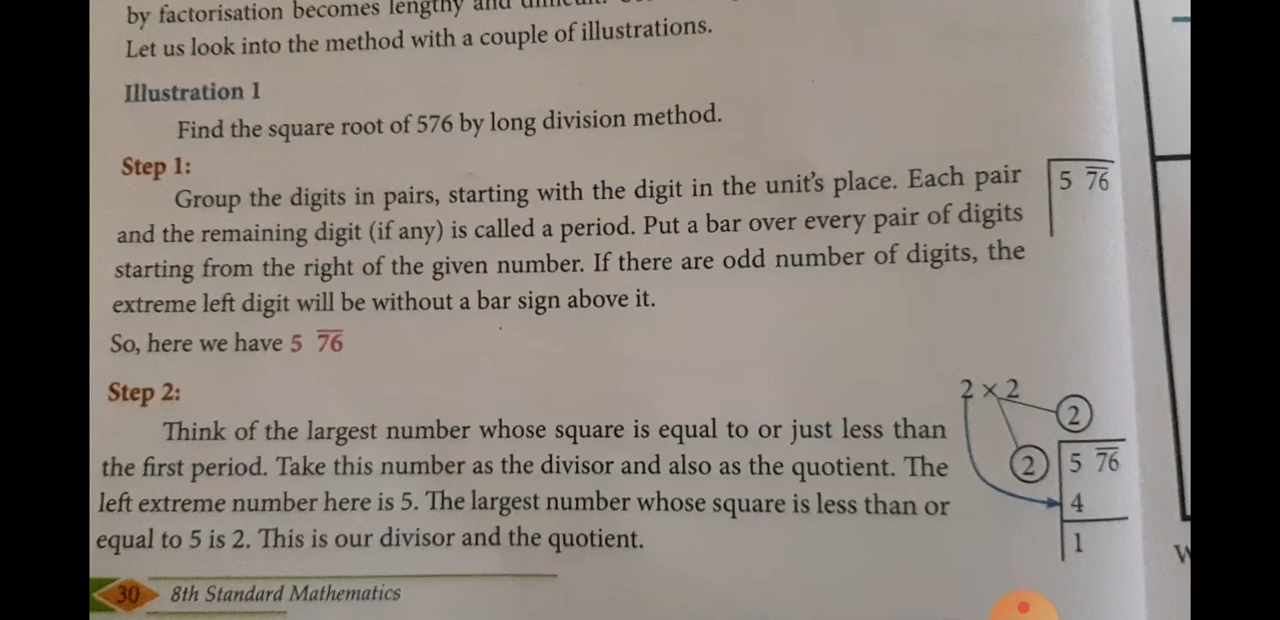 by factorisation becomes lengthy and
Let us look into the method with a couple of illustrations.
Illustration 1
Find the square root of 576 by long division method.
Step 1:
Group the digits in pairs, starting with the digit in the unit's place. Each pair
and the remaining digit (if any) is called a period. Put a bar over every pair of digits
starting from the right of the given number. If there are odd number of digits, the
extreme left digit will be without a bar sign above it.
So, here we have 5 7̅6̅
5 7̅6̅
Step 2:
Think of the largest number whose square is equal to or just less than
the first period. Take this number as the divisor and also as the quotient. The
left extreme number here is 5. The largest number whose square is less than or
equal to 5 is 2. This is our divisor and the quotient.
2 × 2
2
2 5 7̅6̅
4
1
30 8th Standard Mathematics